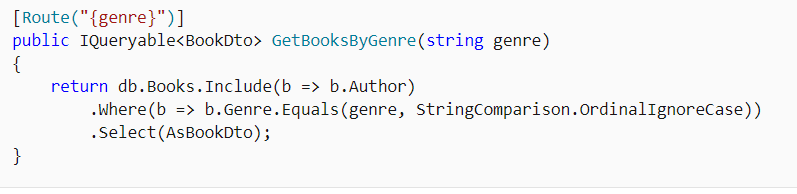 [Route("{genre}")]
public IQueryable<BookDto> GetBooksByGenre(string genre)
{
    return db.Books.Include(b => b.Author)
        .Where(b => b.Genre.Equals(genre, StringComparison.OrdinalIgnoreCase))
        .Select(AsBookDto);
}